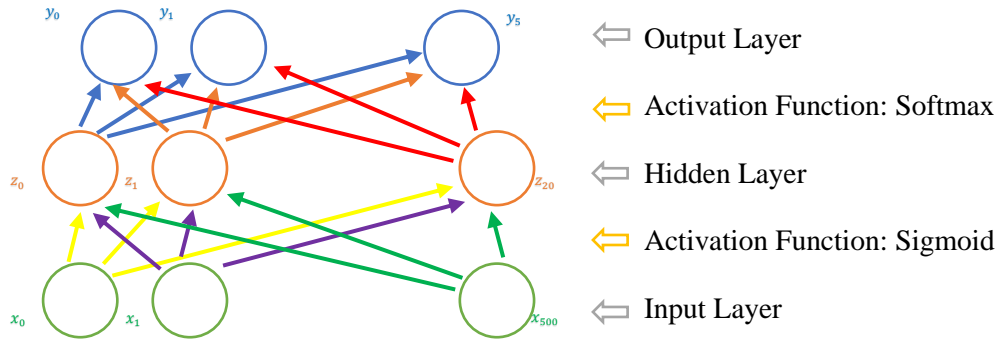 y₀ y₁ y₅
Output Layer
Activation Function: Softmax
z₀ z₁ z₂₀
Hidden Layer
Activation Function: Sigmoid
x₀ x₁ x₅₀₀
Input Layer